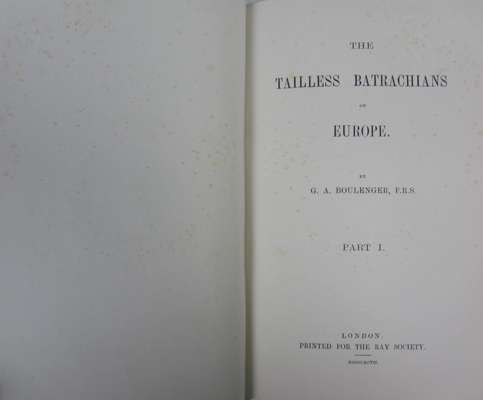 THE
TAILLESS BATRACHIANS
OF
EUROPE.
BY
G. A. BOULENGER, F.R.S.
PART I.
LONDON.
PRINTED FOR THE RAY SOCIETY.